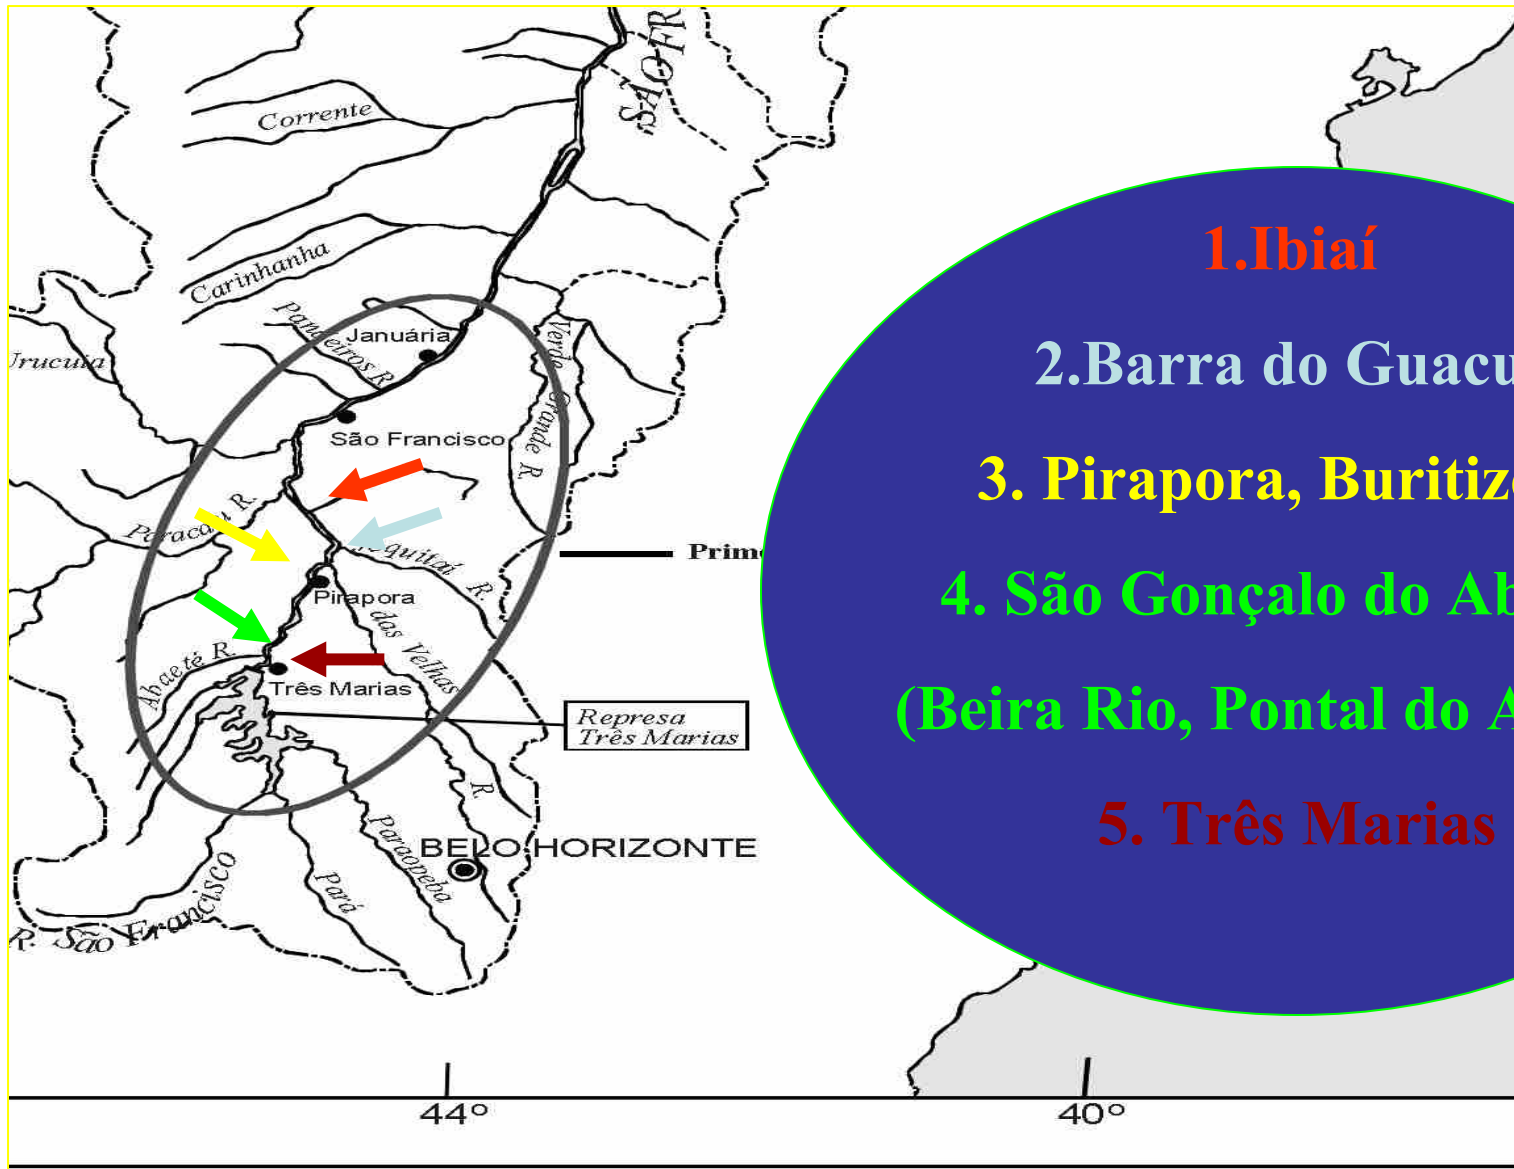 SÃO FR
Corrente
Carinhanha
Pandeiros R.
Januária
Verde Grande R.
Urucuia
São Francisco
Paracatu R.
Jequitaí R.
Pirapora
das Velhas
R.
Abaeté R.
Três Marias
Represa
Três Marias
Paraopeba
BELO HORIZONTE
Pará
R. São Francisco
44°
40°
1.Ibiaí
2.Barra do Guacu
3. Pirapora, Buritiz
4. São Gonçalo do Ab
(Beira Rio, Pontal do A
5. Três Marias